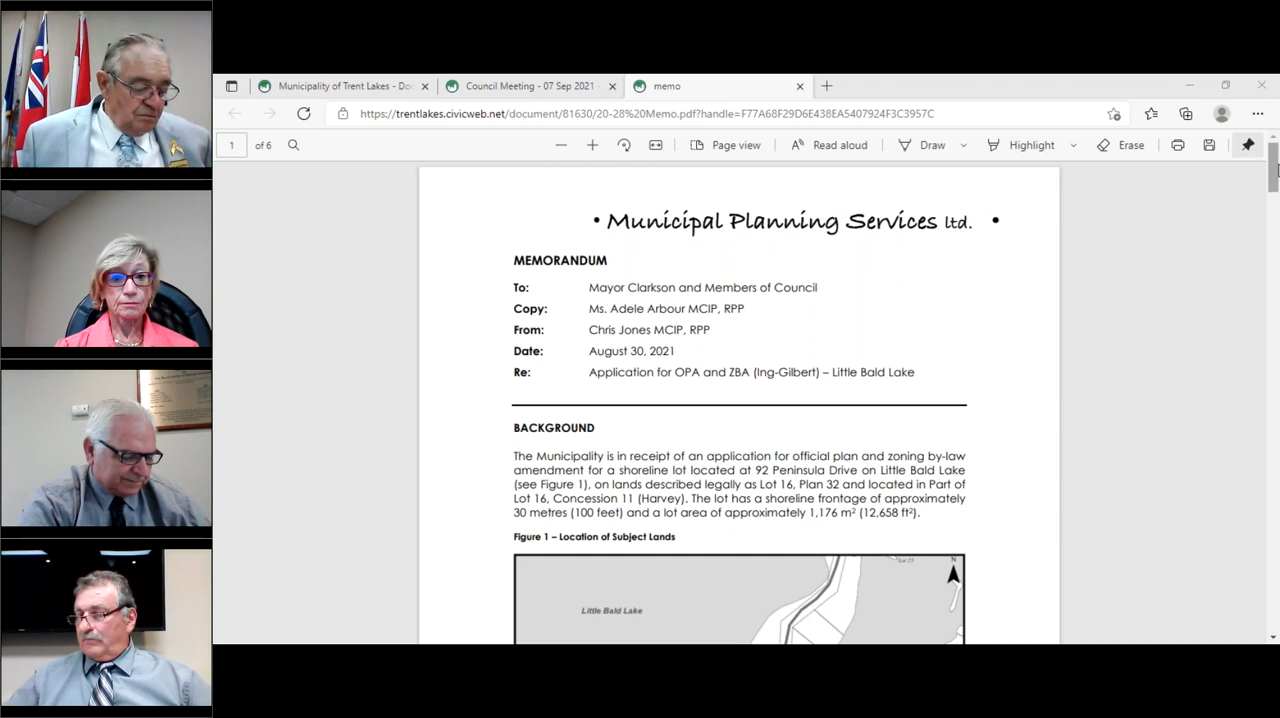 Municipality of Trent Lakes - Do
Council Meeting - 07 Sep 2021
memo
https://trentlakes.civicweb.net/document/81630/20-28%20Memo.pdf?handle=F77A68F29D6E438EA5407924F3C3957C
1 of 6
Page view
Read aloud
Draw
Highlight
Erase
• Municipal Planning Services ltd. •
MEMORANDUM
To: Mayor Clarkson and Members of Council
Copy: Ms. Adele Arbour MCIP, RPP
From: Chris Jones MCIP, RPP
Date: August 30, 2021
Re: Application for OPA and ZBA (Ing-Gilbert) – Little Bald Lake
BACKGROUND
The Municipality is in receipt of an application for official plan and zoning by-law
amendment for a shoreline lot located at 92 Peninsula Drive on Little Bald Lake
(see Figure 1), on lands described legally as Lot 16, Plan 32 and located in Part of
Lot 16, Concession 11 (Harvey). The lot has a shoreline frontage of approximately
30 metres (100 feet) and a lot area of approximately 1,176 m² (12,658 ft²).
Figure 1 – Location of Subject Lands
N
Little Bald Lake